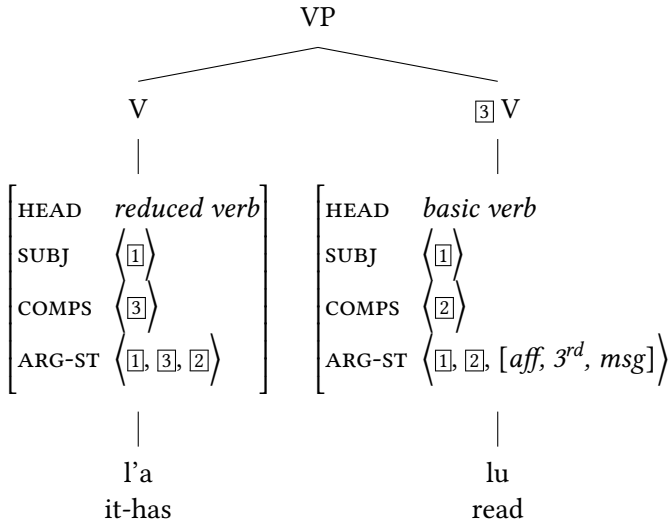 VP
V 3 V
HEAD reduced verb HEAD basic verb
SUBJ ⟨1⟩ SUBJ ⟨1⟩
COMPS ⟨3⟩ COMPS ⟨2⟩
ARG-ST ⟨1, 3, 2⟩ ARG-ST ⟨1, 2, [aff, 3rd, msg]⟩
l'a lu
it-has read